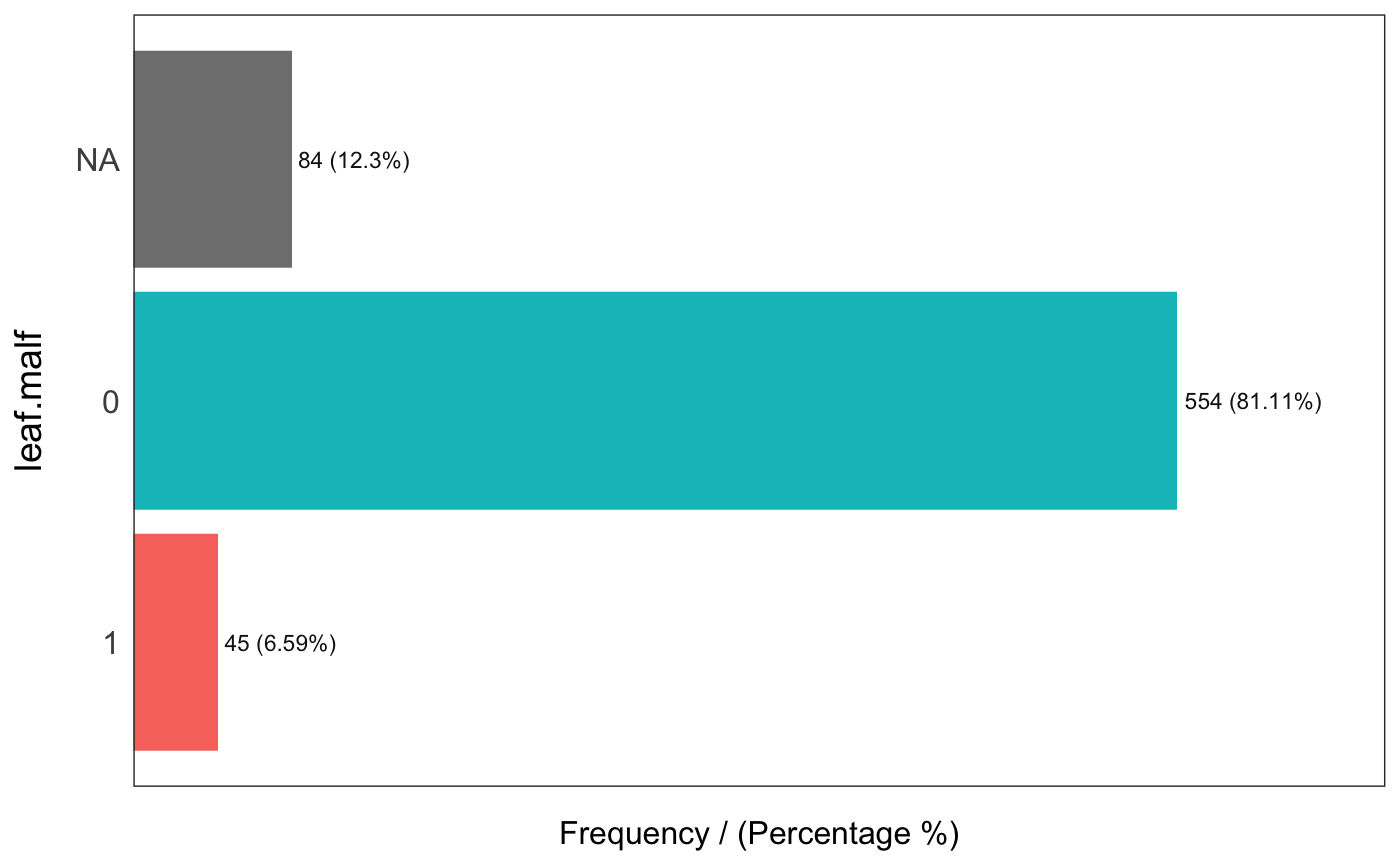 leaf.malf
NA
84 (12.3%)
0
554 (81.11%)
1
45 (6.59%)
Frequency / (Percentage %)